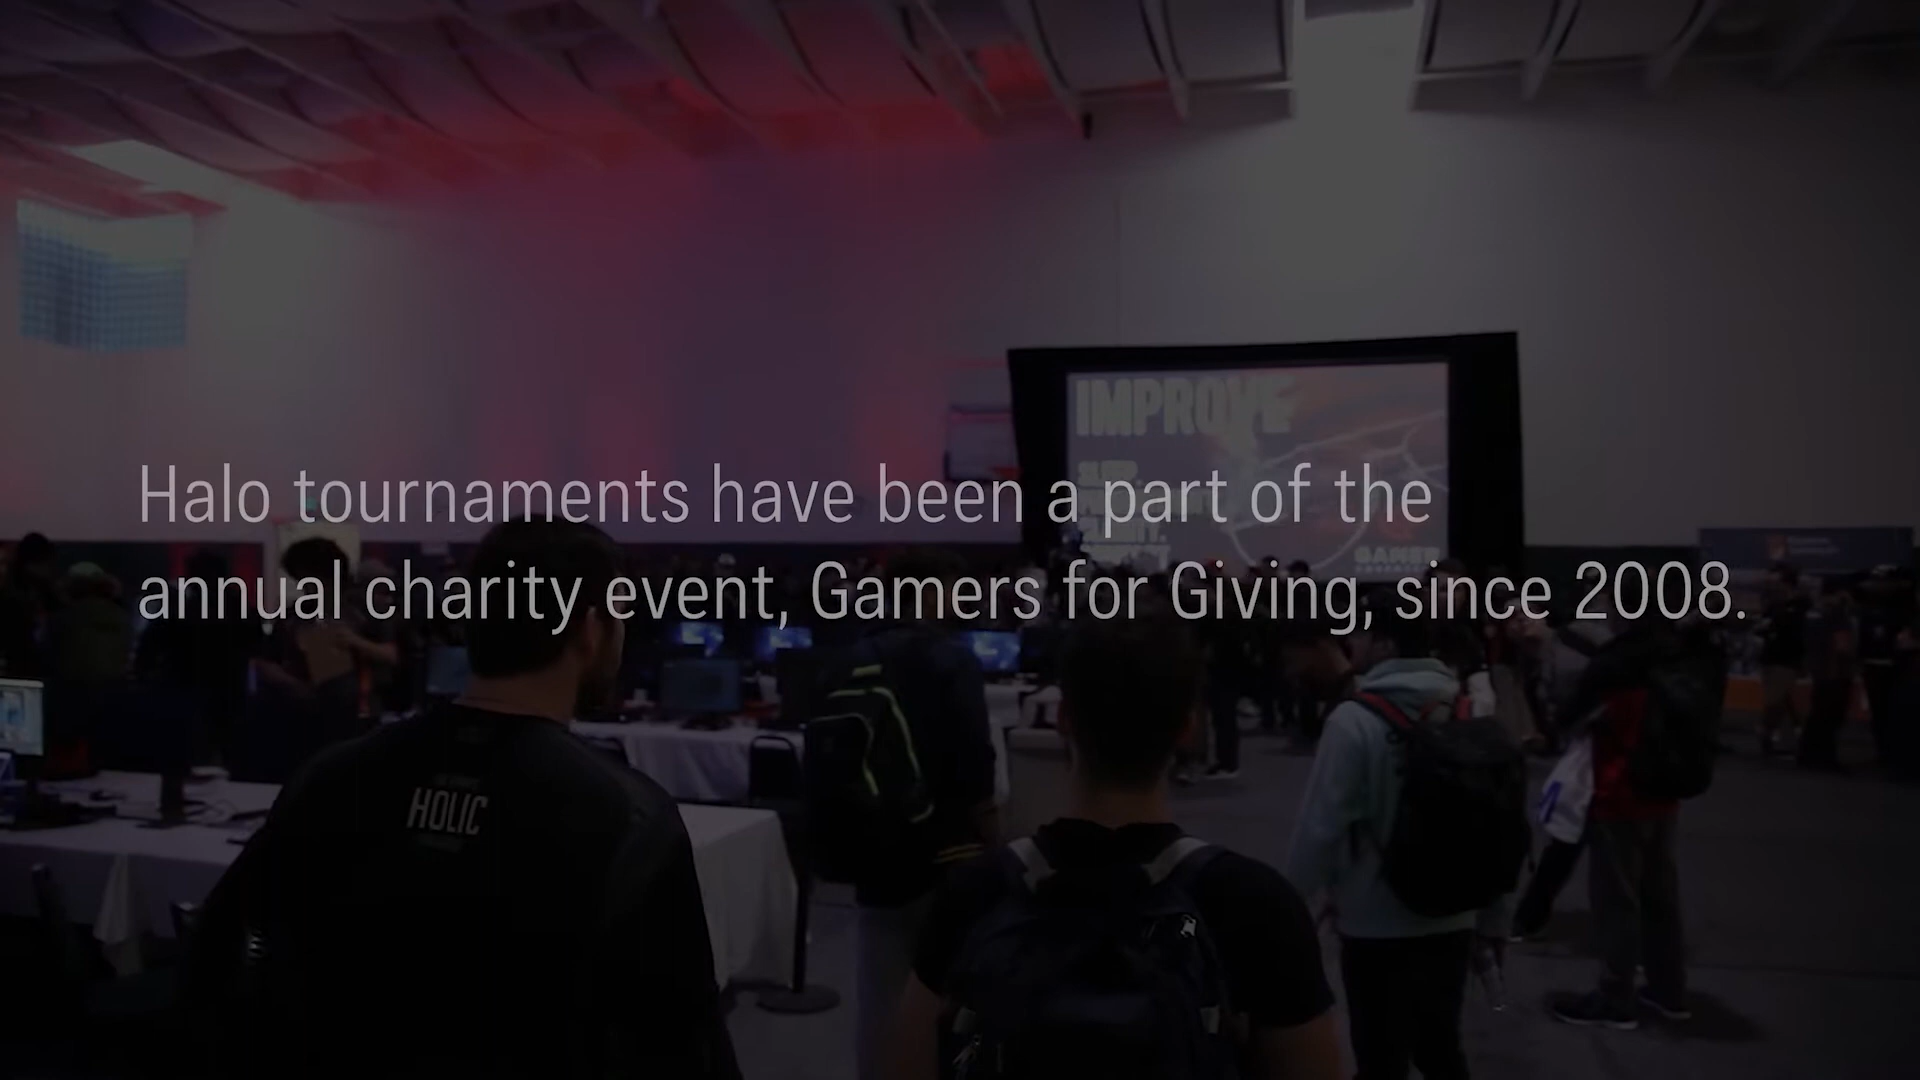 IMPROVE
Halo tournaments have been a part of the
annual charity event, Gamers for Giving, since 2008.
HOLIC